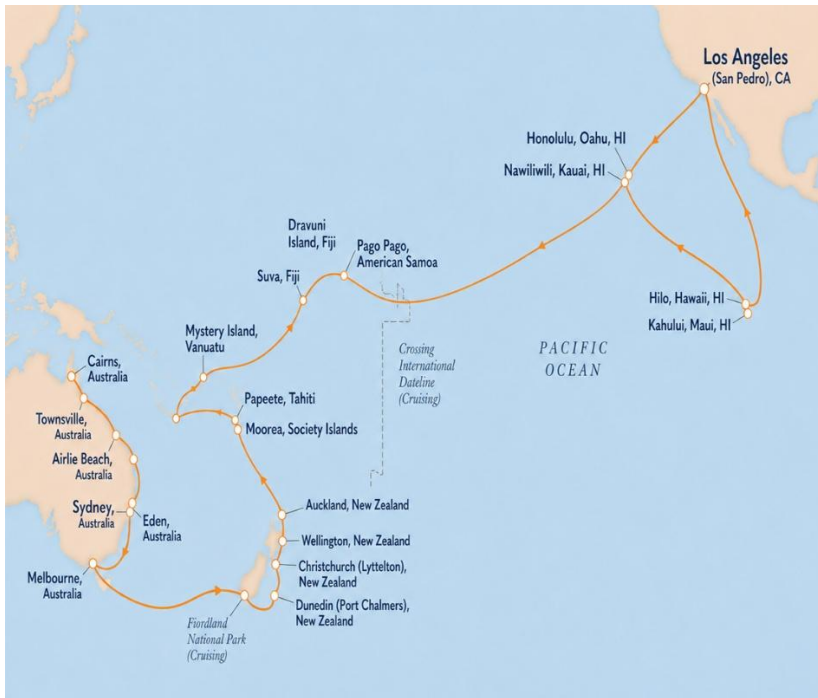 Los Angeles
(San Pedro), CA
Honolulu, Oahu, HI
Nawiliwili, Kauai, HI
Dravuni
Island, Fiji
Pago Pago,
American Samoa
Suva, Fiji
Hilo, Hawaii, HI
Kahului, Maui, HI
Mystery Island,
Vanuatu
Crossing
International
Dateline
(Cruising)
PACIFIC
OCEAN
Cairns,
Australia
Papeete, Tahiti
Townsville,
Australia
Moorea, Society Islands
Airlie Beach,
Australia
Sydney,
Australia
Eden,
Australia
Auckland, New Zealand
Wellington, New Zealand
Christchurch (Lyttelton),
New Zealand
Melbourne,
Australia
Dunedin (Port Chalmers),
New Zealand
Fiordland
National Park
(Cruising)